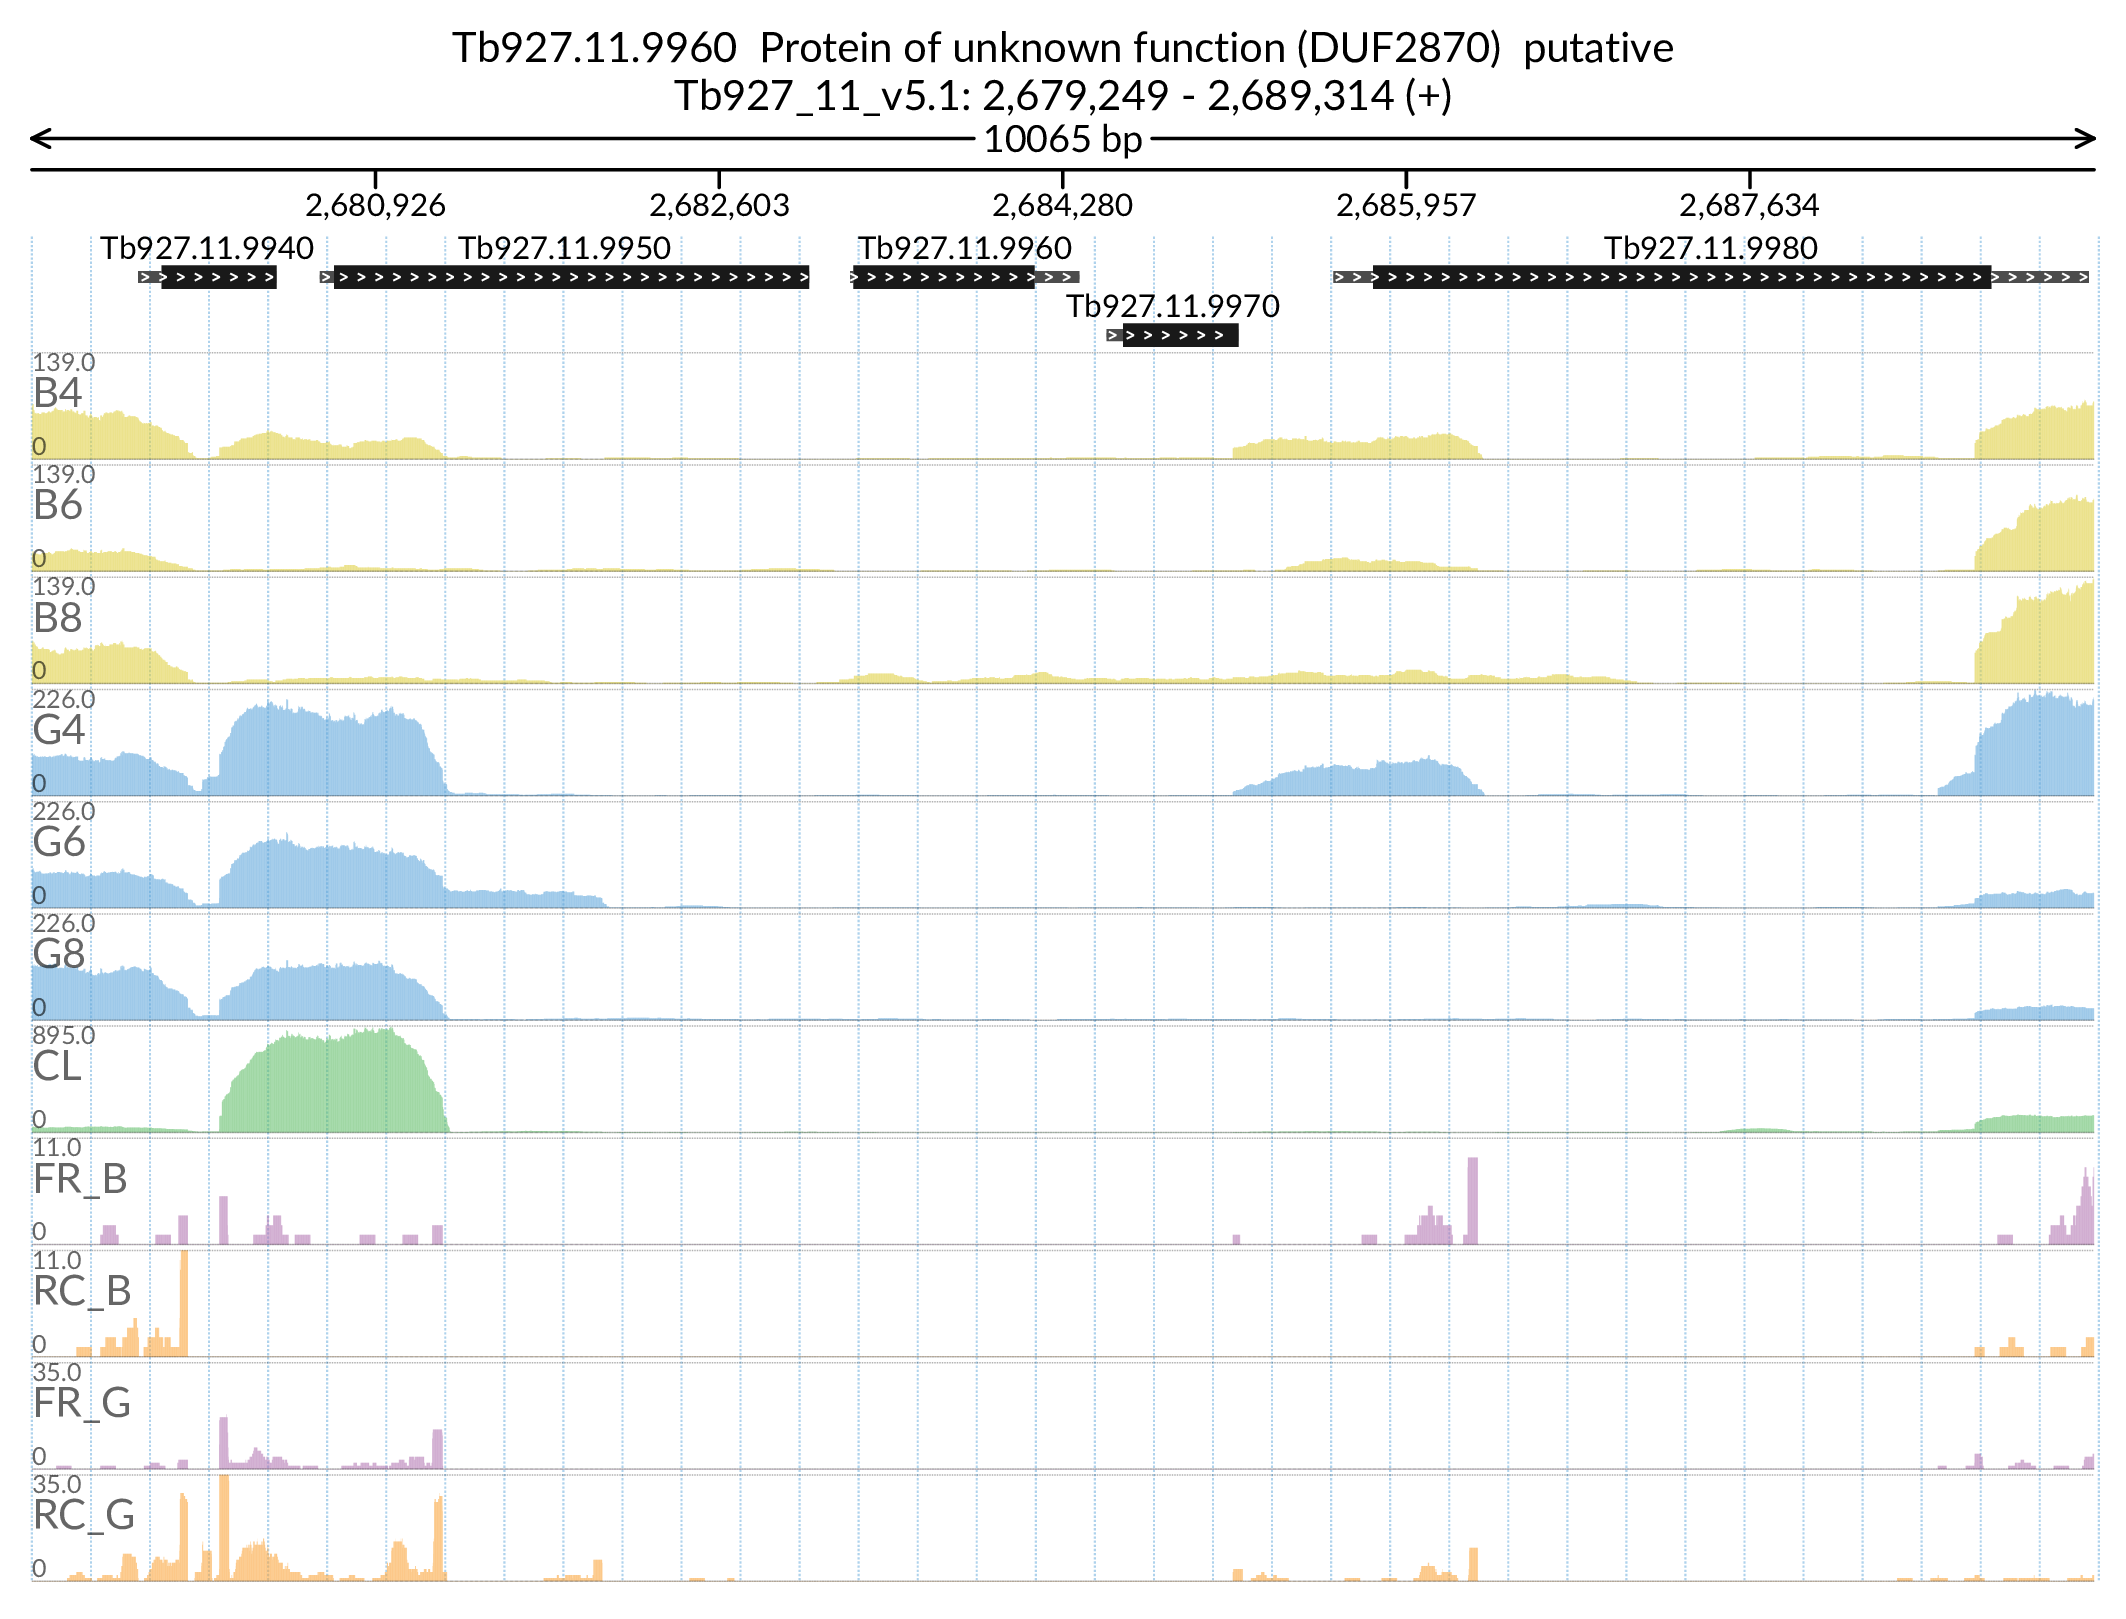 Tb927.11.9960 Protein of unknown function (DUF2870) putative
Tb927_11_v5.1: 2,679,249 - 2,689,314 (+)
10065 bp
2,680,926 2,682,603 2,684,280 2,685,957 2,687,634
Tb927.11.9940 Tb927.11.9950 Tb927.11.9960 Tb927.11.9980
Tb927.11.9970
139.0
B4
0
139.0
B6
0
139.0
B8
0
226.0
G4
0
226.0
G6
0
226.0
G8
0
895.0
CL
0
11.0
FR_B
0
11.0
RC_B
0
35.0
FR_G
0
35.0
RC_G
0